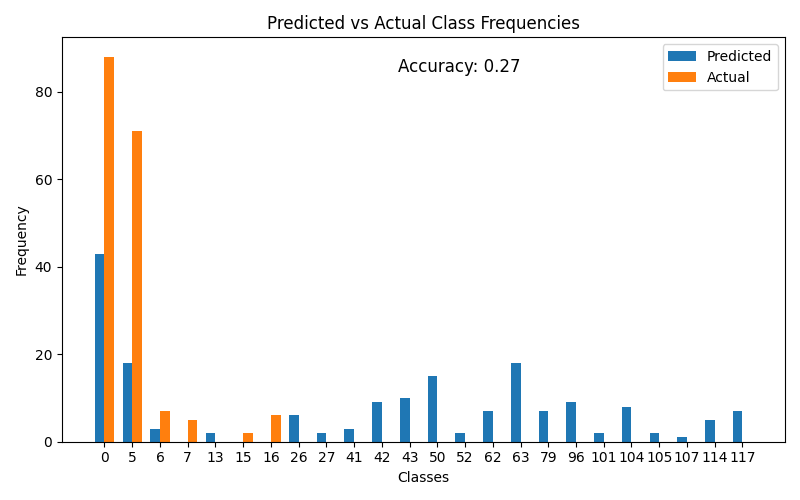 Predicted vs Actual Class Frequencies
Accuracy: 0.27
Predicted
Actual
Frequency
80
60
40
20
0
0 5 6 7 13 15 16 26 27 41 42 43 50 52 62 63 79 96 101 104 105 107 114 117
Classes